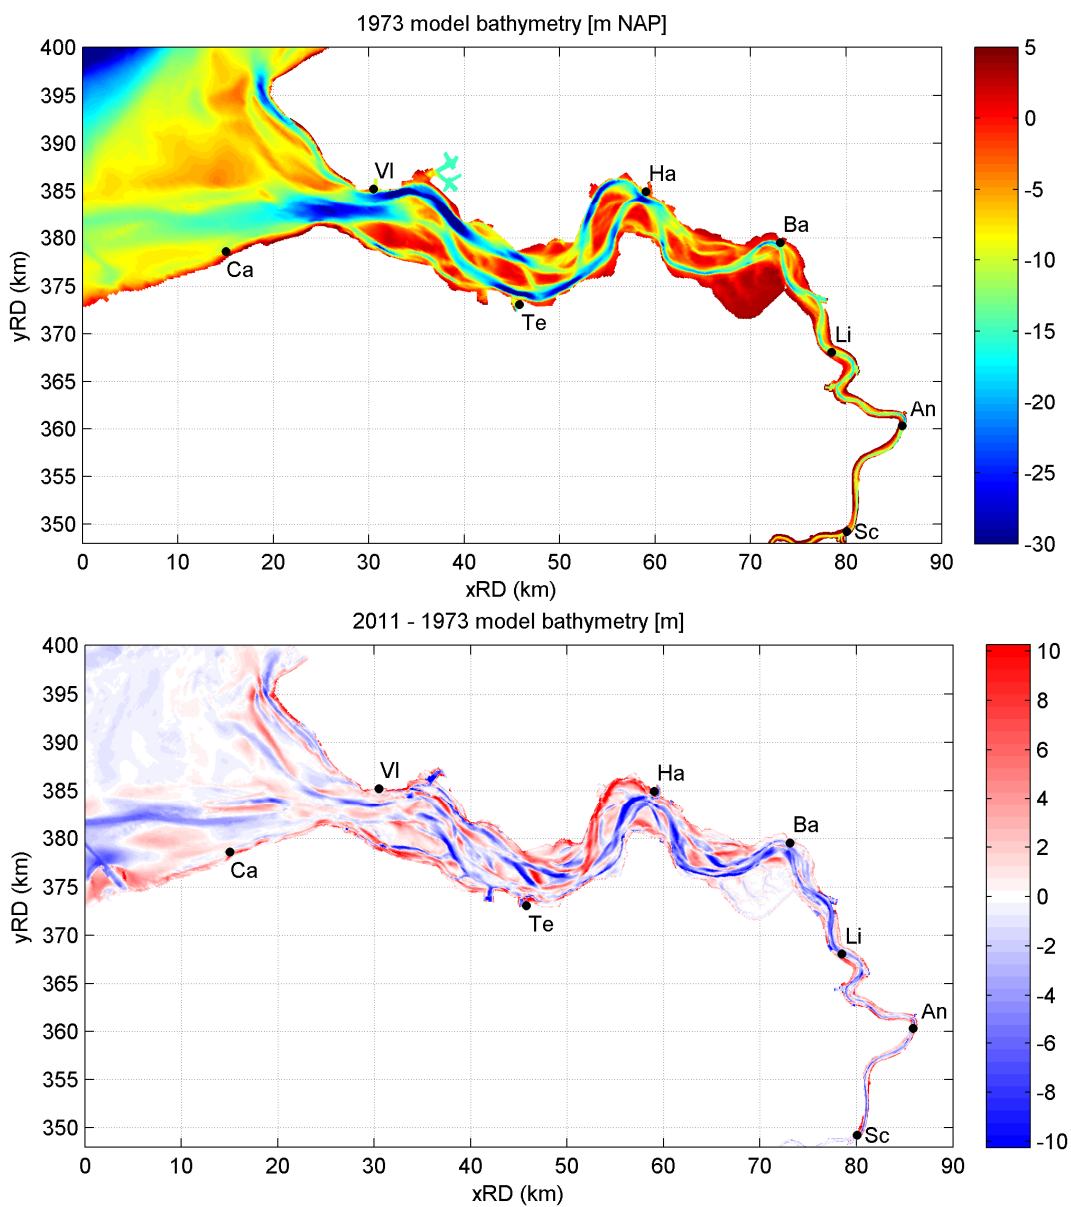 1973 model bathymetry [m NAP]
400
395
390
385
380
375
370
365
360
355
350
yRD (km)
Vl
Ha
Ba
Ca
Te
Li
An
Sc
0 10 20 30 40 50 60 70 80 90
xRD (km)
5
0
-5
-10
-15
-20
-25
-30
2011 - 1973 model bathymetry [m]
400
395
390
385
380
375
370
365
360
355
350
yRD (km)
Vl
Ha
Ba
Ca
Te
Li
An
Sc
0 10 20 30 40 50 60 70 80 90
xRD (km)
10
8
6
4
2
0
-2
-4
-6
-8
-10